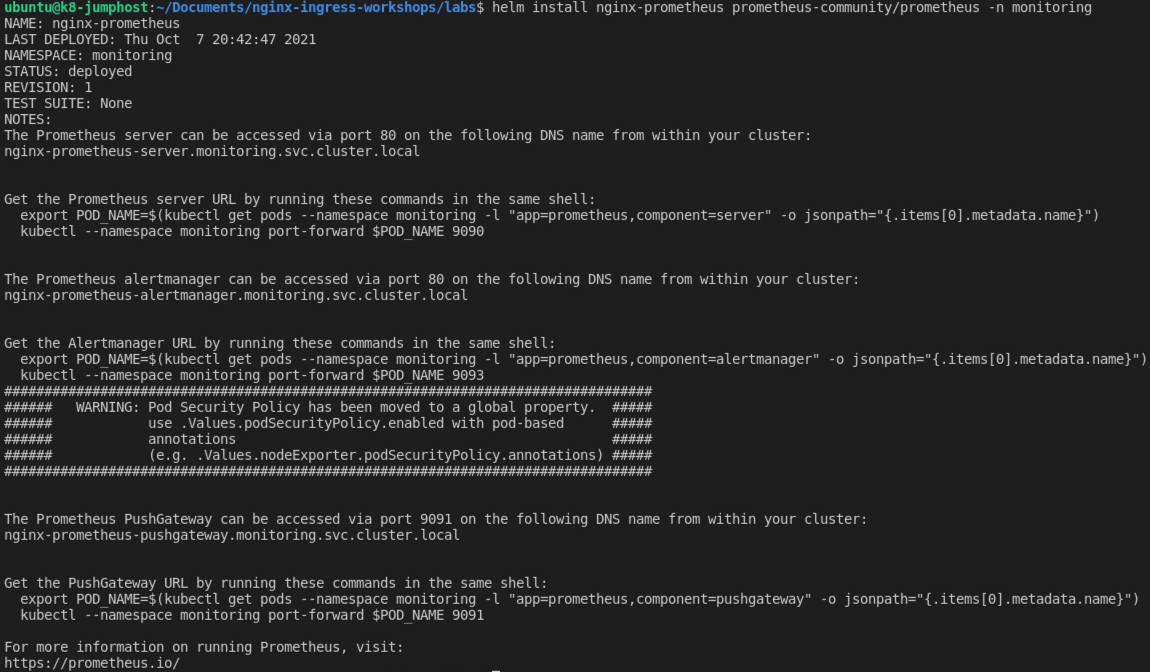 ubuntu@k8-jumphost:~/Documents/nginx-ingress-workshops/labs$ helm install nginx-prometheus prometheus-community/prometheus -n monitoring
NAME: nginx-prometheus
LAST DEPLOYED: Thu Oct  7 20:42:47 2021
NAMESPACE: monitoring
STATUS: deployed
REVISION: 1
TEST SUITE: None
NOTES:
The Prometheus server can be accessed via port 80 on the following DNS name from within your cluster:
nginx-prometheus-server.monitoring.svc.cluster.local
Get the Prometheus server URL by running these commands in the same shell:
  export POD_NAME=$(kubectl get pods --namespace monitoring -l "app=prometheus,component=server" -o jsonpath="{.items[0].metadata.name}")
  kubectl --namespace monitoring port-forward $POD_NAME 9090
The Prometheus alertmanager can be accessed via port 80 on the following DNS name from within your cluster:
nginx-prometheus-alertmanager.monitoring.svc.cluster.local
Get the Alertmanager URL by running these commands in the same shell:
  export POD_NAME=$(kubectl get pods --namespace monitoring -l "app=prometheus,component=alertmanager" -o jsonpath="{.items[0].metadata.name}")
  kubectl --namespace monitoring port-forward $POD_NAME 9093
#################################################################################
######   WARNING: Pod Security Policy has been moved to a global property.  #####
######            use .Values.podSecurityPolicy.enabled with pod-based      #####
######            annotations                                               #####
######            (e.g. .Values.nodeExporter.podSecurityPolicy.annotations) #####
#################################################################################
The Prometheus PushGateway can be accessed via port 9091 on the following DNS name from within your cluster:
nginx-prometheus-pushgateway.monitoring.svc.cluster.local
Get the PushGateway URL by running these commands in the same shell:
  export POD_NAME=$(kubectl get pods --namespace monitoring -l "app=prometheus,component=pushgateway" -o jsonpath="{.items[0].metadata.name}")
  kubectl --namespace monitoring port-forward $POD_NAME 9091
For more information on running Prometheus, visit:
https://prometheus.io/